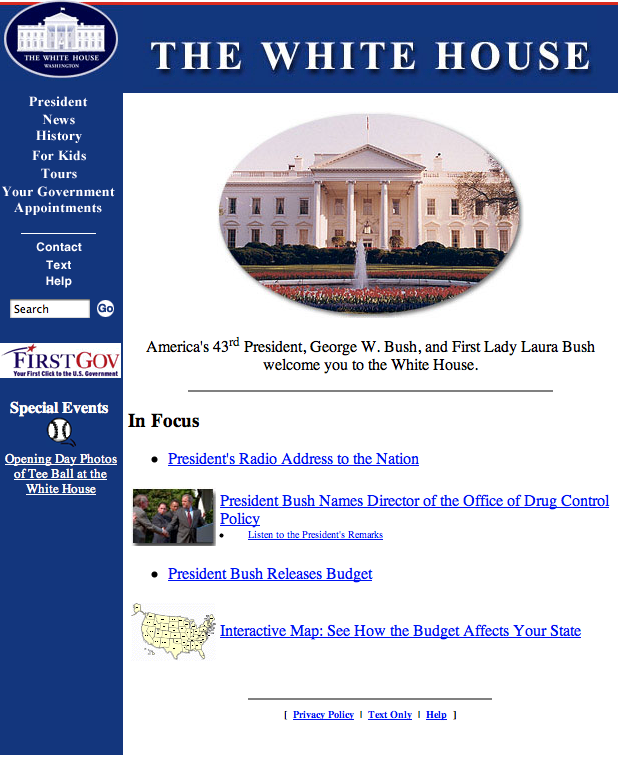 THE WHITE HOUSE
WASHINGTON
THE WHITE HOUSE
President
News
History
For Kids
Tours
Your Government
Appointments
Contact
Text
Help
Search
Go
FIRSTGOV
Your First Click to the U.S. Government
Special Events
Opening Day Photos
of Tee Ball at the
White House
America's 43rd President, George W. Bush, and First Lady Laura Bush
welcome you to the White House.
In Focus
• President's Radio Address to the Nation
President Bush Names Director of the Office of Drug Control
Policy
• Listen to the President's Remarks
• President Bush Releases Budget
Interactive Map: See How the Budget Affects Your State
[ Privacy Policy | Text Only | Help ]